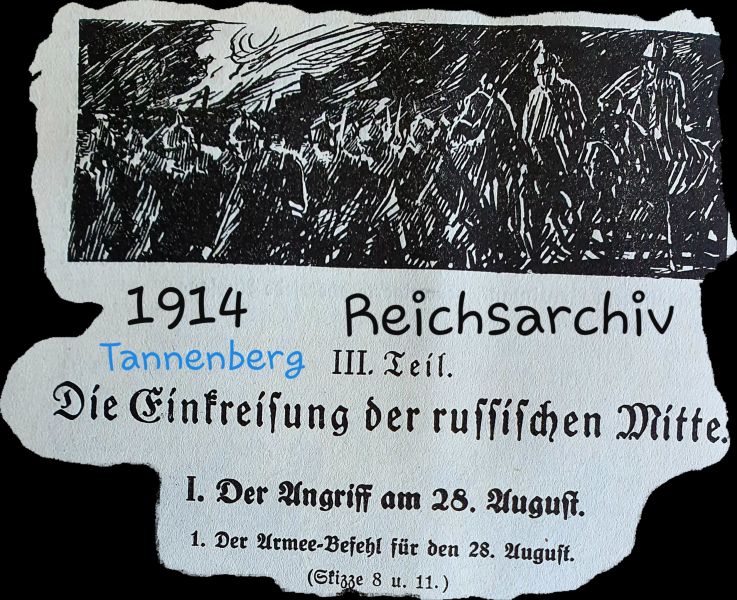 1914 Reichsarchiv
Tannenberg III. Teil.
Die Einkreisung der russischen Mitte.
I. Der Angriff am 28. August.
1. Der Armee-Befehl für den 28. August.
(Skizze 8 u. 11.)